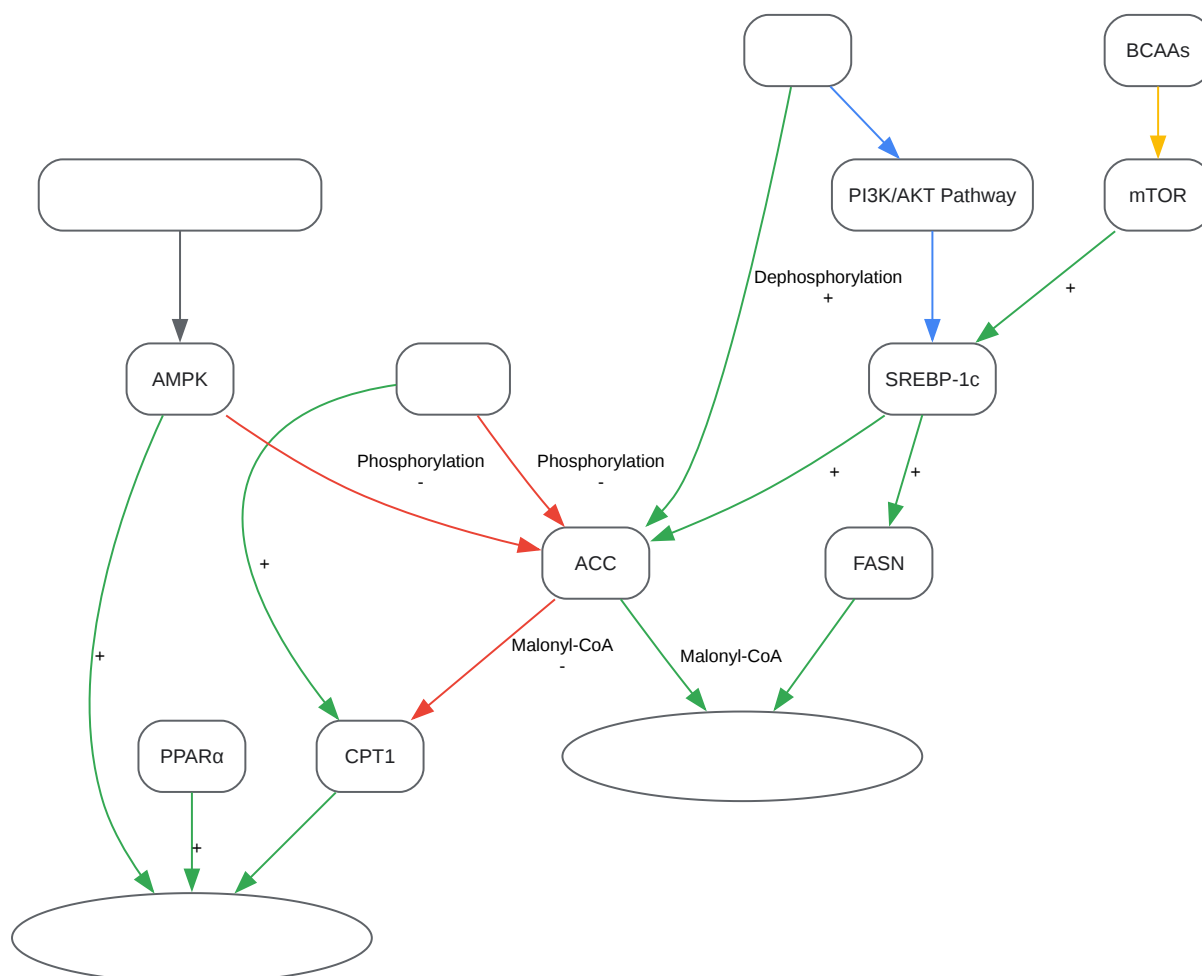 BCAAs
PI3K/AKT Pathway
mTOR
Dephosphorylation
+
+
AMPK
SREBP-1c
Phosphorylation
-
Phosphorylation
-
+
+
+
ACC
FASN
+
Malonyl-CoA
-
Malonyl-CoA
PPARα
CPT1
+